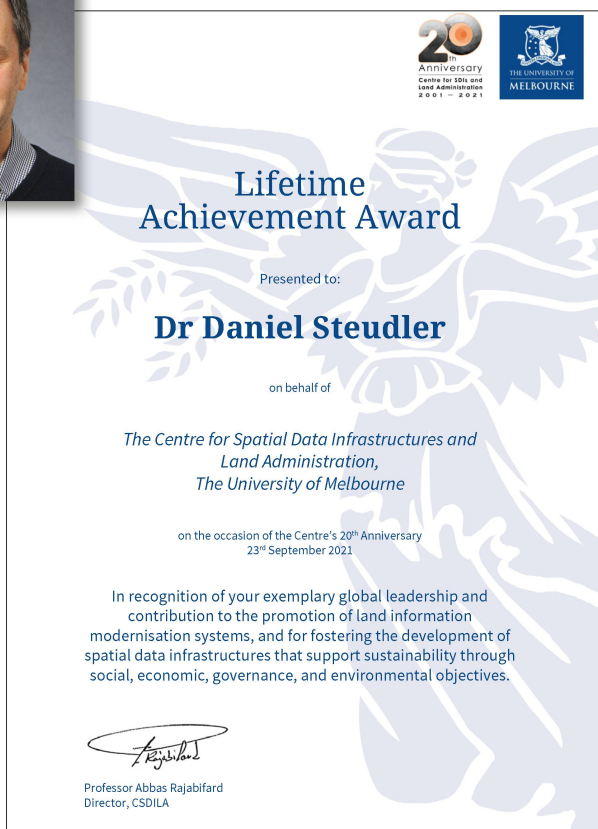 20th
Anniversary
Centre for SDIs and
Land Administration
2001 – 2021
THE UNIVERSITY OF
MELBOURNE
Lifetime
Achievement Award
Presented to:
Dr Daniel Steudler
on behalf of
The Centre for Spatial Data Infrastructures and
Land Administration,
The University of Melbourne
on the occasion of the Centre’s 20th Anniversary
23rd September 2021
In recognition of your exemplary global leadership and
contribution to the promotion of land information
modernisation systems, and for fostering the development of
spatial data infrastructures that support sustainability through
social, economic, governance, and environmental objectives.
A Rajabifard
Professor Abbas Rajabifard
Director, CSDILA